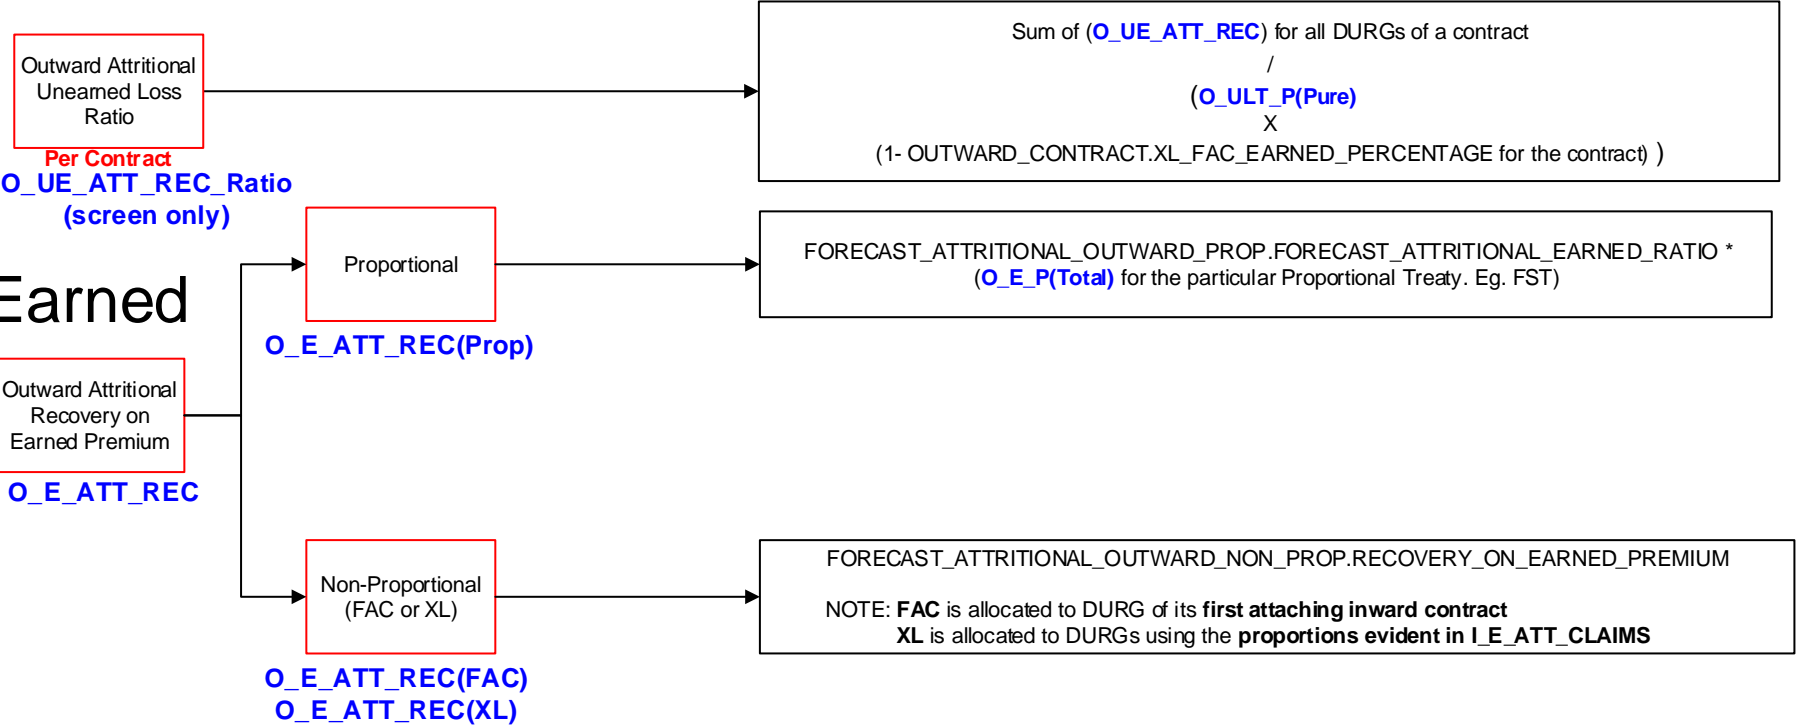 Outward Attritional
Unearned Loss
Ratio
Per Contract
O_UE_ATT_REC_Ratio
(screen only)
Sum of (O_UE_ATT_REC) for all DURGs of a contract
/
(O_ULT_P(Pure)
X
(1- OUTWARD_CONTRACT.XL_FAC_EARNED_PERCENTAGE for the contract) )
Earned
Outward Attritional
Recovery on
Earned Premium
O_E_ATT_REC
Proportional
O_E_ATT_REC(Prop)
FORECAST_ATTRITIONAL_OUTWARD_PROP.FORECAST_ATTRITIONAL_EARNED_RATIO *
(O_E_P(Total) for the particular Proportional Treaty. Eg. FST)
Non-Proportional
(FAC or XL)
O_E_ATT_REC(FAC)
O_E_ATT_REC(XL)
FORECAST_ATTRITIONAL_OUTWARD_NON_PROP.RECOVERY_ON_EARNED_PREMIUM
NOTE: FAC is allocated to DURG of its first attaching inward contract
XL is allocated to DURGs using the proportions evident in I_E_ATT_CLAIMS